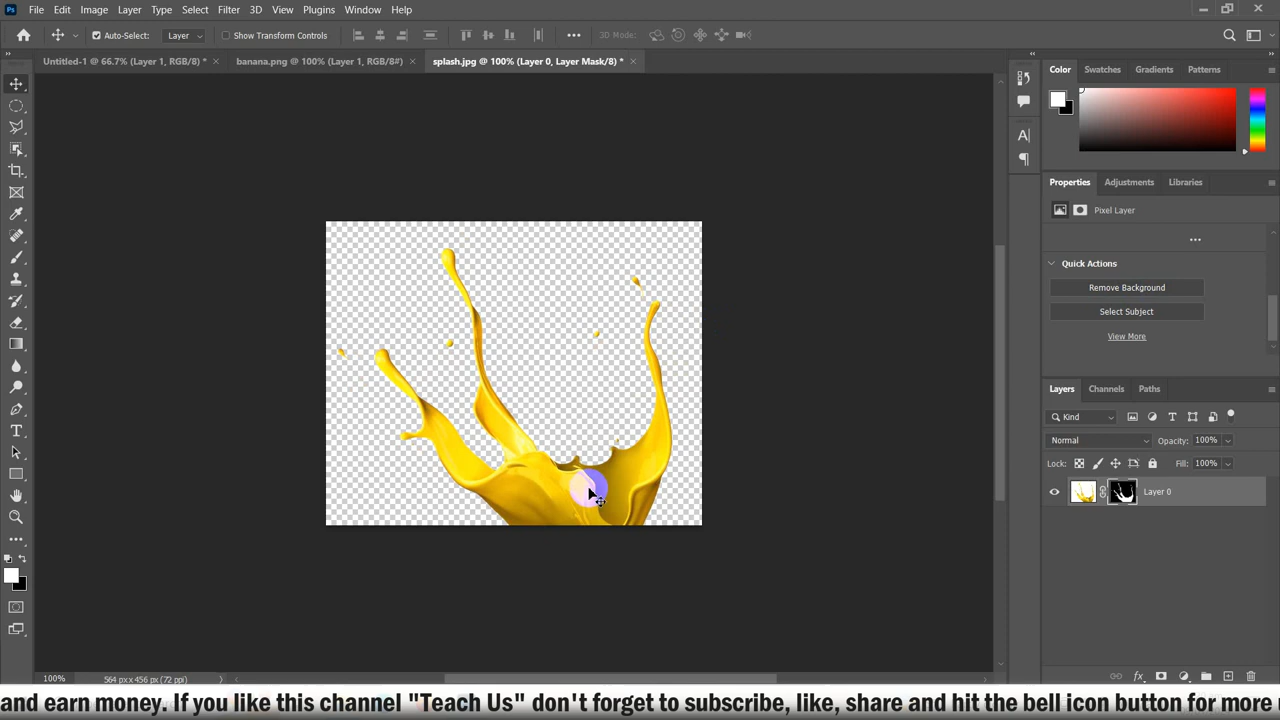 Ps File Edit Image Layer Type Select Filter 3D View Plugins Window Help
Auto-Select: Layer Show Transform Controls 3D Mode:
Untitled-1 @ 66.7% (Layer 1, RGB/8) * banana.png @ 100% (Layer 1, RGB/8#) splash.jpg @ 100% (Layer 0, Layer Mask/8) *
Color Swatches Gradients Patterns
Properties Adjustments Libraries
Pixel Layer
Quick Actions
Remove Background
Select Subject
View More
Layers Channels Paths
Kind
Normal Opacity: 100%
Lock: Fill: 100%
Layer 0
100% 564 px x 456 px (72 ppi)
and earn money. If you like this channel "Teach Us" don't forget to subscribe, like, share and hit the bell icon button for more